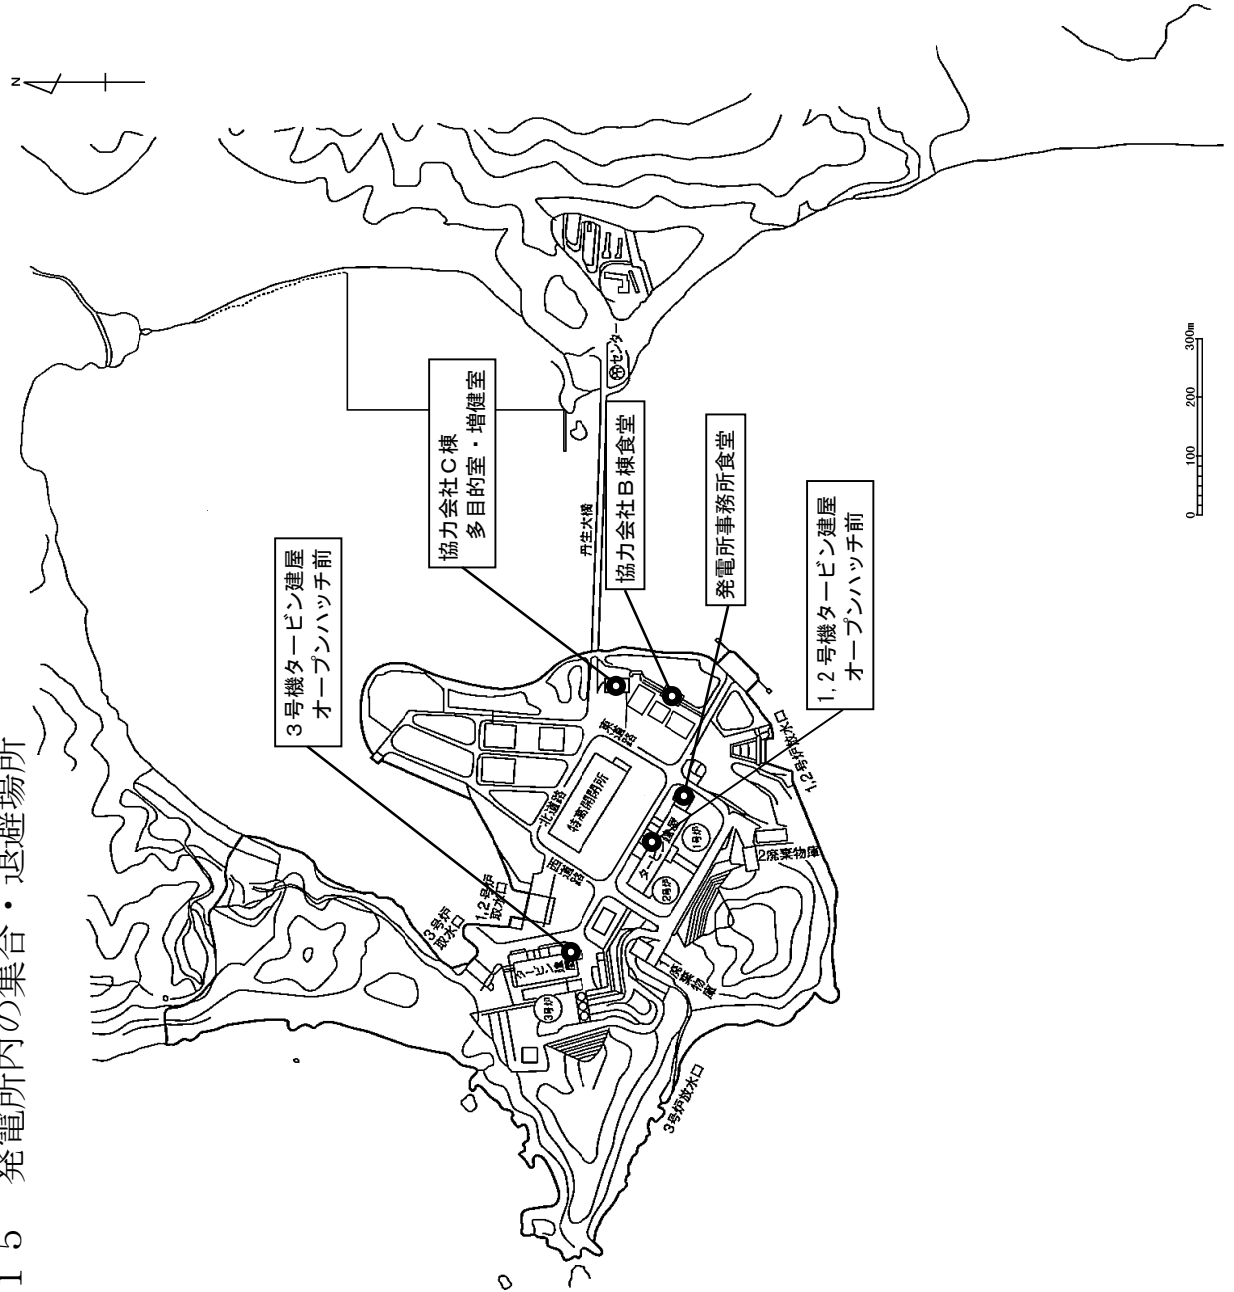 15　発電所内の集合・退避場所
N
3号機タービン建屋
オープンハッチ前
協力会社C棟
多目的室・増健室
協力会社B棟食堂
発電所事務所食堂
1,2号機タービン建屋
オープンハッチ前
丹生大橋
PRセンター
東道路
北道路
西道路
特高開閉所
1,2号炉
取水口
3号炉
取水口
タービン建屋
3号炉
タービン建屋
1号炉
2号炉
1廃棄物庫
2廃棄物庫
1,2号炉放水口
3号炉放水口
0 100 200 300m